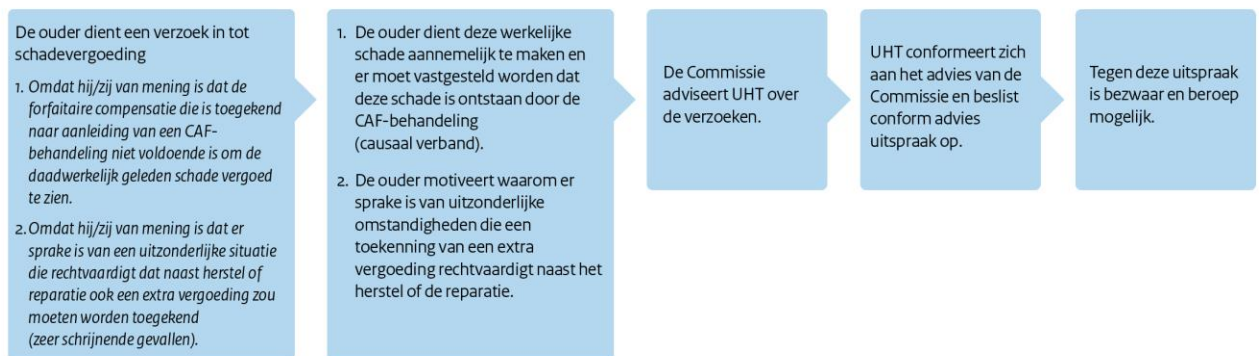 De ouder dient een verzoek in tot
schadevergoeding
1. Omdat hij/zij van mening is dat de
forfaitaire compensatie die is toegekend
naar aanleiding van een CAF-
behandeling niet voldoende is om de
daadwerkelijk geleden schade vergoed
te zien.
2. Omdat hij/zij van mening is dat er
sprake is van een uitzonderlijke situatie
die rechtvaardigt dat naast herstel of
reparatie ook een extra vergoeding zou
moeten worden toegekend
(zeer schrijnende gevallen).
1. De ouder dient deze werkelijke
schade aannemelijk te maken en
er moet vastgesteld worden dat
deze schade is ontstaan door de
CAF-behandeling
(causaal verband).
2. De ouder motiveert waarom er
sprake is van uitzonderlijke
omstandigheden die een
toekenning van een extra
vergoeding rechtvaardigt naast het
herstel of de reparatie.
De Commissie
adviseert UHT over
de verzoeken.
UHT conformeert zich
aan het advies van de
Commissie en beslist
conform advies
uitspraak op.
Tegen deze uitspraak
is bezwaar en beroep
mogelijk.